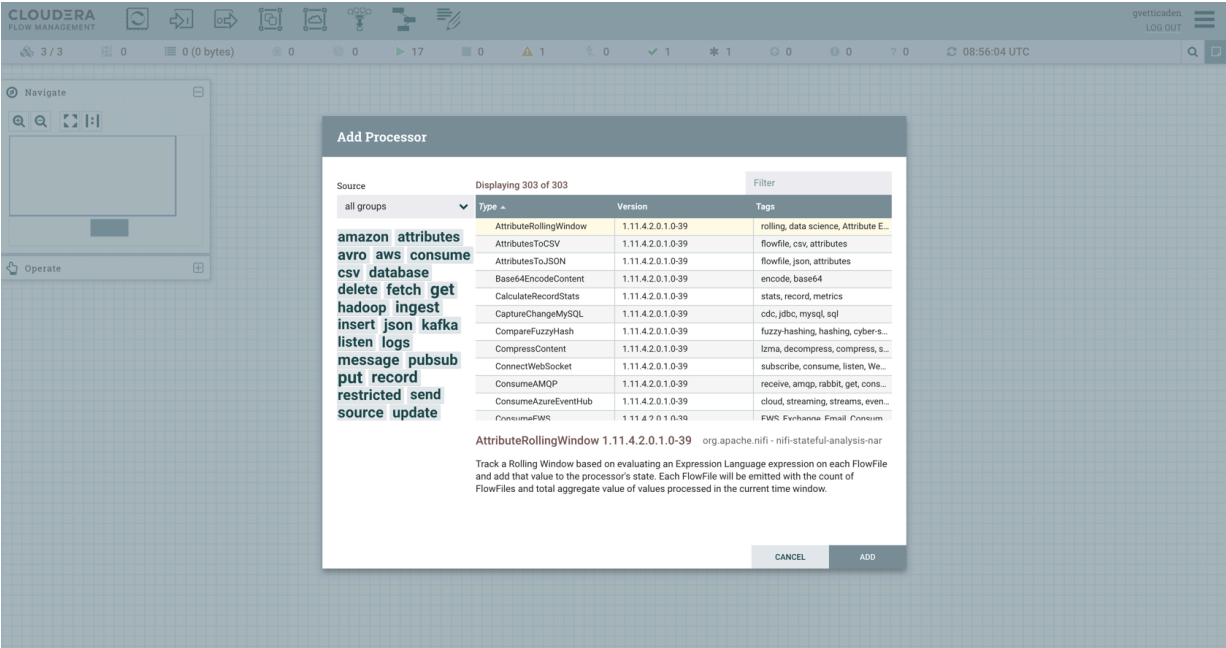 CLOUDERA
FLOW MANAGEMENT
gvetticaden
LOG OUT
3 / 3 0 0 (0 bytes) 0 0 17 0 1 0 1 1 0 0 0 08:56:04 UTC
Navigate
Operate
Add Processor
Source
Displaying 303 of 303
Filter
all groups
Type Version Tags
amazon attributes
avro aws consume
csv database
delete fetch get
hadoop ingest
insert json kafka
listen logs
message pubsub
put record
restricted send
source update
AttributeRollingWindow 1.11.4.2.0.1.0-39 rolling, data science, Attribute E...
AttributesToCSV 1.11.4.2.0.1.0-39 flowfile, csv, attributes
AttributesToJSON 1.11.4.2.0.1.0-39 flowfile, json, attributes
Base64EncodeContent 1.11.4.2.0.1.0-39 encode, base64
CalculateRecordStats 1.11.4.2.0.1.0-39 stats, record, metrics
CaptureChangeMySQL 1.11.4.2.0.1.0-39 cdc, jdbc, mysql, sql
CompareFuzzyHash 1.11.4.2.0.1.0-39 fuzzy-hashing, hashing, cyber-s...
CompressContent 1.11.4.2.0.1.0-39 lzma, decompress, compress, s...
ConnectWebSocket 1.11.4.2.0.1.0-39 subscribe, consume, listen, We...
ConsumeAMQP 1.11.4.2.0.1.0-39 receive, amqp, rabbit, get, cons...
ConsumeAzureEventHub 1.11.4.2.0.1.0-39 cloud, streaming, streams, even...
ConsumeEWS 1.11.4.2.0.1.0-39 EWS, Exchange, Email, Consum...
AttributeRollingWindow 1.11.4.2.0.1.0-39 org.apache.nifi - nifi-stateful-analysis-nar
Track a Rolling Window based on evaluating an Expression Language expression on each FlowFile
and add that value to the processor's state. Each FlowFile will be emitted with the count of
FlowFiles and total aggregate value of values processed in the current time window.
CANCEL
ADD